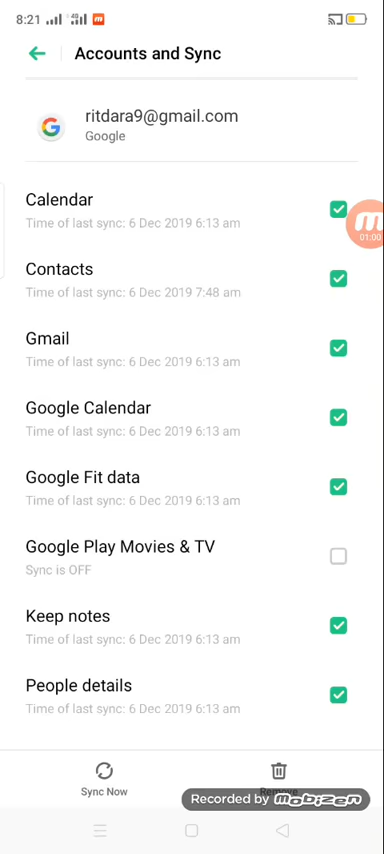 8:21
4G
Accounts and Sync
ritdara9@gmail.com
Google
Calendar
Time of last sync: 6 Dec 2019 6:13 am
01:00
Contacts
Time of last sync: 6 Dec 2019 7:48 am
Gmail
Time of last sync: 6 Dec 2019 6:13 am
Google Calendar
Time of last sync: 6 Dec 2019 6:13 am
Google Fit data
Time of last sync: 6 Dec 2019 6:13 am
Google Play Movies & TV
Sync is OFF
Keep notes
Time of last sync: 6 Dec 2019 6:13 am
People details
Time of last sync: 6 Dec 2019 6:13 am
Sync Now
Remove
Recorded by mobizen